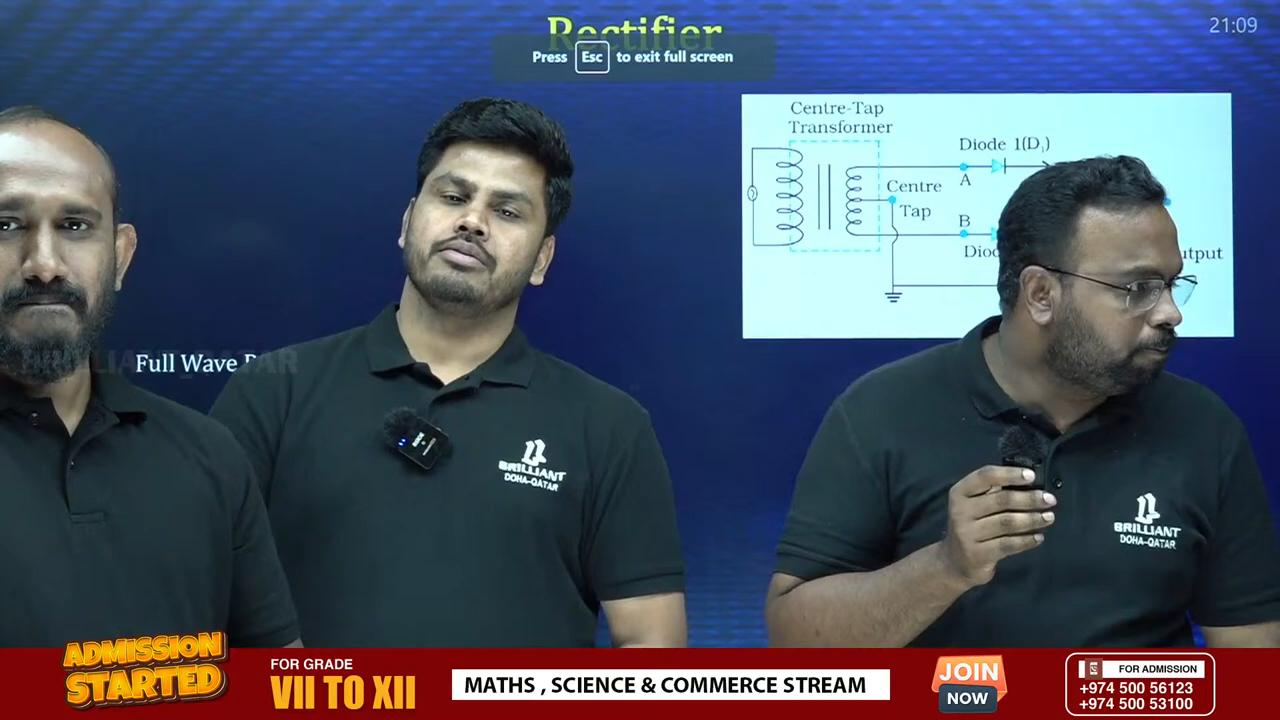 Rectifier
21:09
Press Esc to exit full screen
Centre-Tap
Transformer
Diode 1(D₁)
A
Centre
Tap
B
Full Wave
BRILLIANT
DOHA-QATAR
BRILLIANT
DOHA-QATAR
ADMISSION
STARTED
FOR GRADE
VII TO XII
MATHS , SCIENCE & COMMERCE STREAM
JOIN
NOW
FOR ADMISSION
+974 500 56123
+974 500 53100